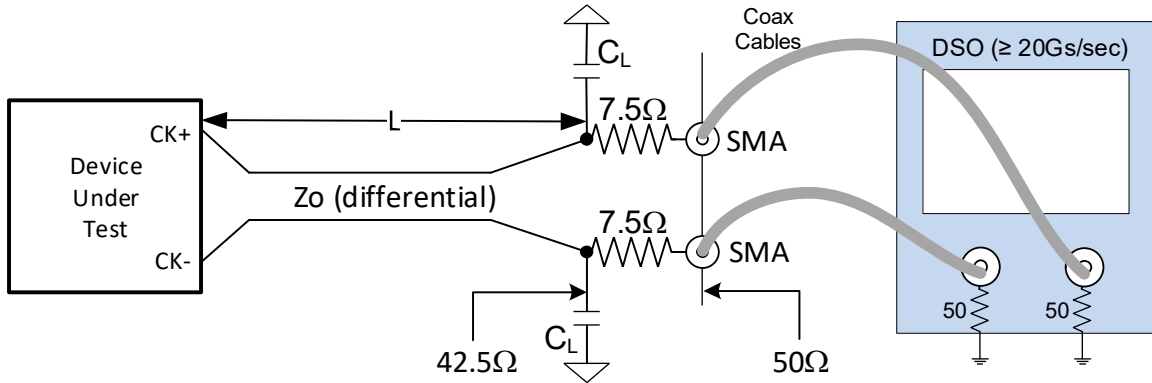 Coax
Cables
DSO (≥ 20Gs/sec)
C_L
7.5Ω
L
CK+
SMA
Device
Under
Test
Zo (differential)
7.5Ω
SMA
CK-
50
50
C_L
42.5Ω
50Ω